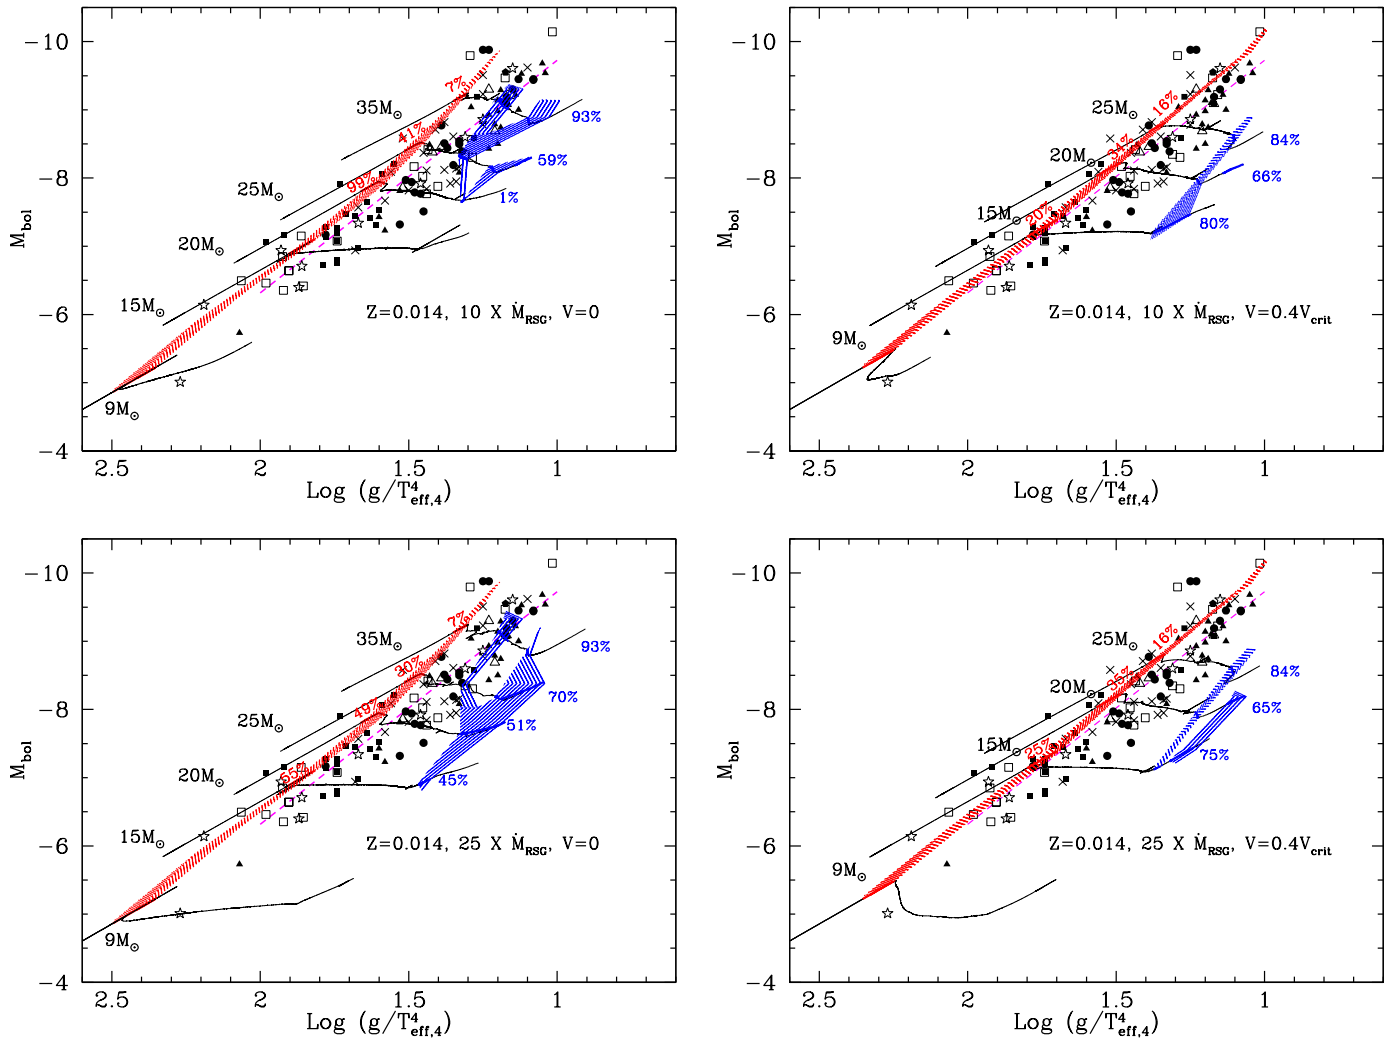 −10
−8
−6
−4
M_bol
2.5 2 1.5 1
Log (g/T⁴_eff,4)
35M⊙
25M⊙
20M⊙
15M⊙
9M⊙
7%
41%
99%
93%
59%
1%
Z=0.014, 10 X Ṁ_RSG, V=0
−10
−8
−6
−4
M_bol
2.5 2 1.5 1
Log (g/T⁴_eff,4)
25M⊙
20M⊙
15M⊙
9M⊙
16%
34%
20%
84%
66%
80%
Z=0.014, 10 X Ṁ_RSG, V=0.4V_crit
−10
−8
−6
−4
M_bol
2.5 2 1.5 1
Log (g/T⁴_eff,4)
35M⊙
25M⊙
20M⊙
15M⊙
9M⊙
7%
30%
49%
55%
93%
70%
51%
45%
Z=0.014, 25 X Ṁ_RSG, V=0
−10
−8
−6
−4
M_bol
2.5 2 1.5 1
Log (g/T⁴_eff,4)
25M⊙
20M⊙
15M⊙
9M⊙
16%
35%
25%
84%
65%
75%
Z=0.014, 25 X Ṁ_RSG, V=0.4V_crit